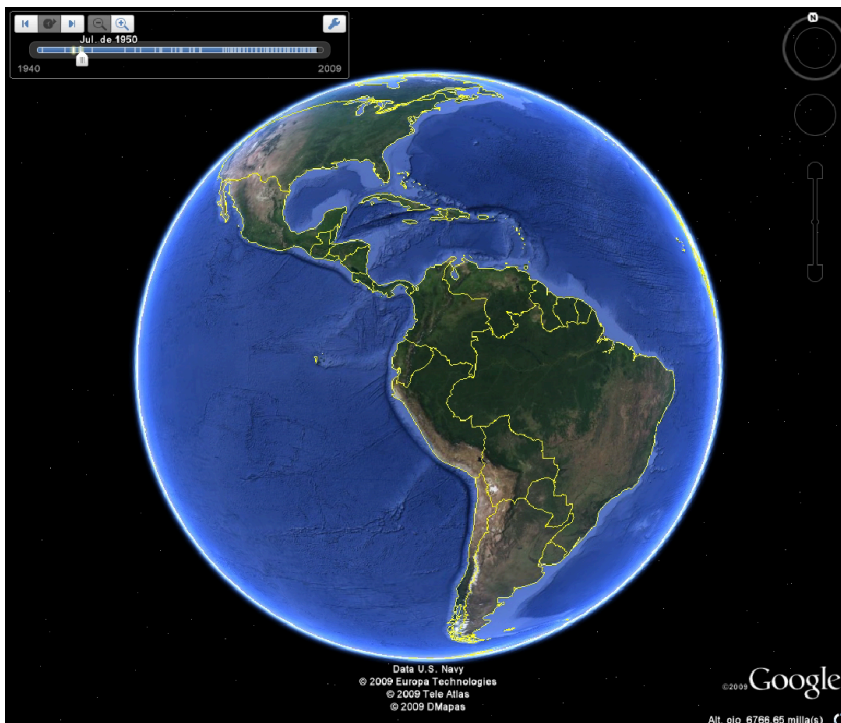 Jul. de 1950
1940 2009
N
Data U.S. Navy
© 2009 Europa Technologies
© 2009 Tele Atlas
© 2009 DMapas
©2009 Google
Alt. ojo 6766.65 milla(s)